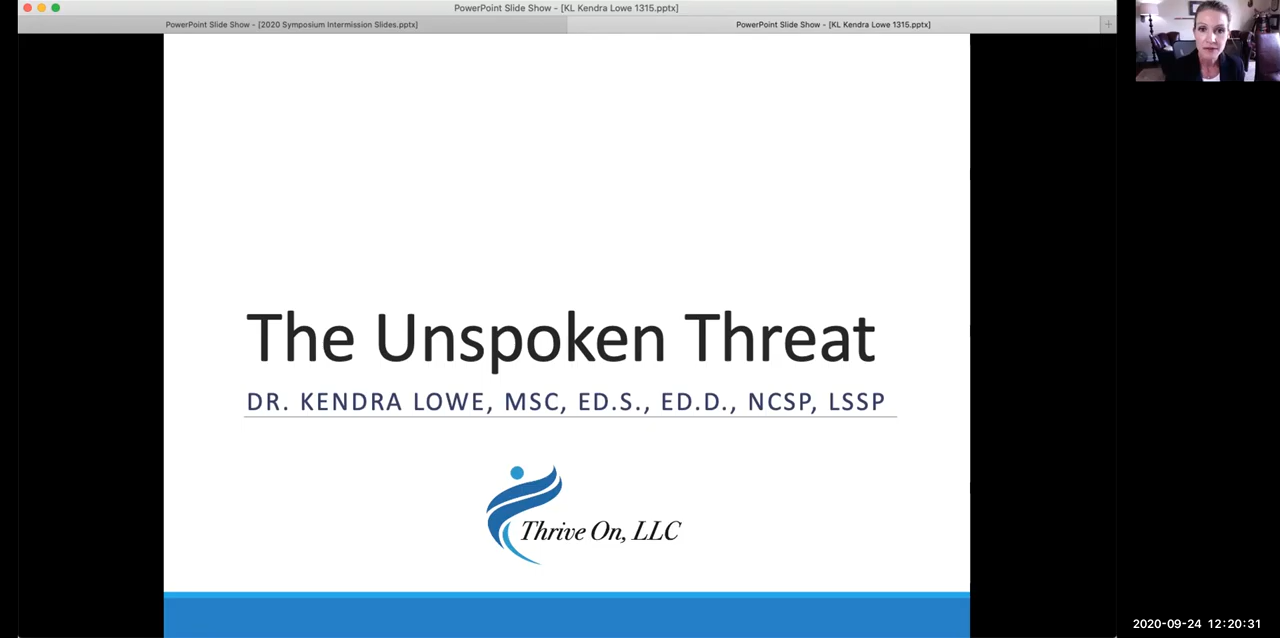 PowerPoint Slide Show - [KL Kendra Lowe 1315.pptx]
PowerPoint Slide Show - [2020 Symposium Intermission Slides.pptx]
PowerPoint Slide Show - [KL Kendra Lowe 1315.pptx]
The Unspoken Threat
DR. KENDRA LOWE, MSC, ED.S., ED.D., NCSP, LSSP
Thrive On, LLC
2020-09-24 12:20:31